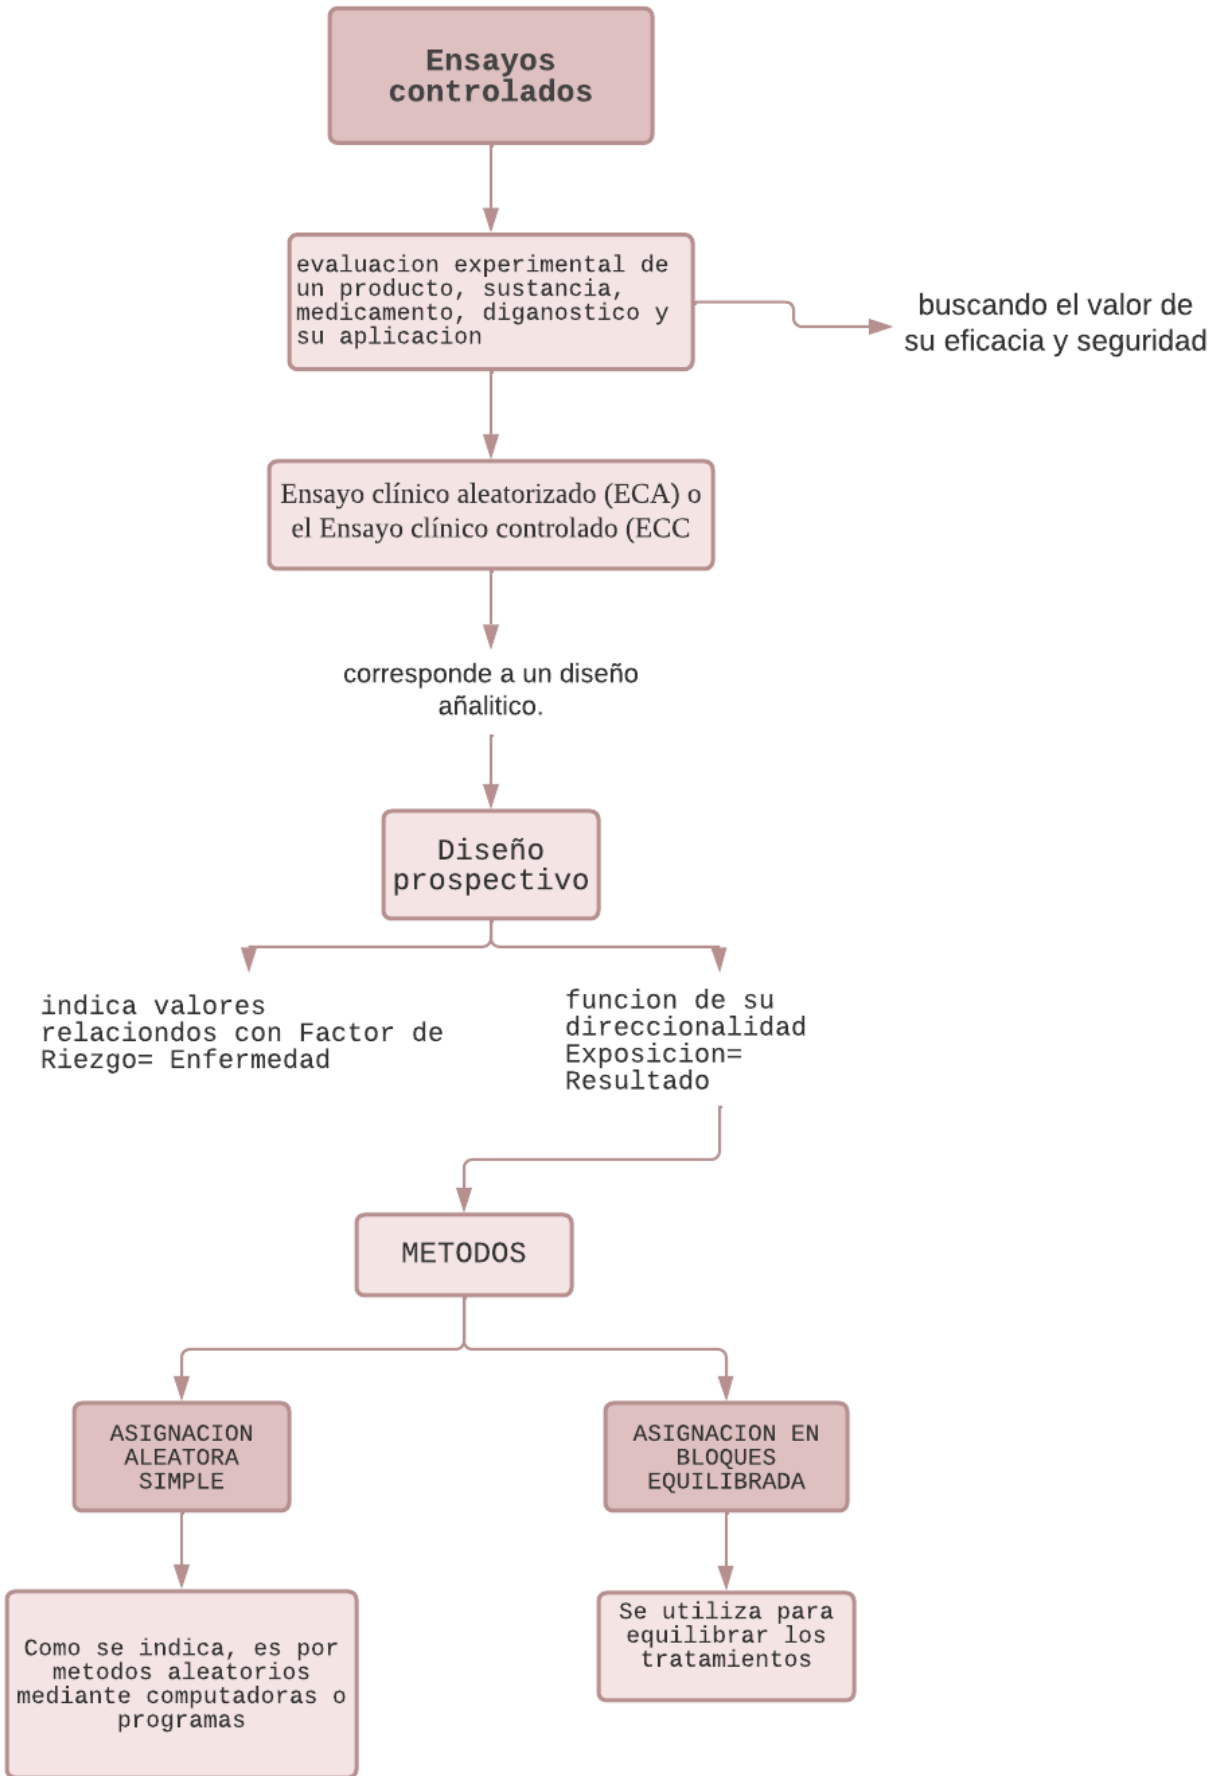 Ensayos
controlados
evaluacion experimental de
un producto, sustancia,
medicamento, diganostico y
su aplicacion
buscando el valor de
su eficacia y seguridad
Ensayo clínico aleatorizado (ECA) o
el Ensayo clínico controlado (ECC
corresponde a un diseño
añalitico.
Diseño
prospectivo
indica valores
relaciondos con Factor de
Riezgo= Enfermedad
funcion de su
direccionalidad
Exposicion=
Resultado
METODOS
ASIGNACION
ALEATORA
SIMPLE
ASIGNACION EN
BLOQUES
EQUILIBRADA
Como se indica, es por
metodos aleatorios
mediante computadoras o
programas
Se utiliza para
equilibrar los
tratamientos